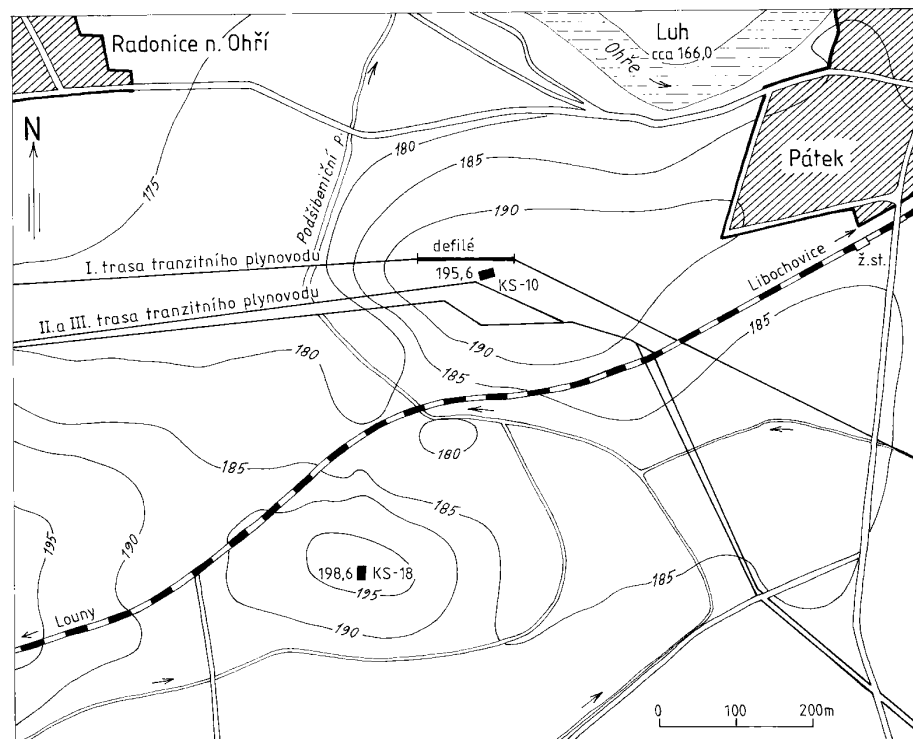 Radonice n. Ohří
Luh
cca 166,0
Ohře
N
Pátek
Podšibeniční P.
180
185
175
190
defilé
I. trasa tranzitního plynovodu
195,6
KS-10
Libochovice
ž. st.
II. a III. trasa tranzitního plynovodu
185
180
190
185
180
185
185
195
190
185
198,6 KS-18
195
190
Louny
0 100 200m